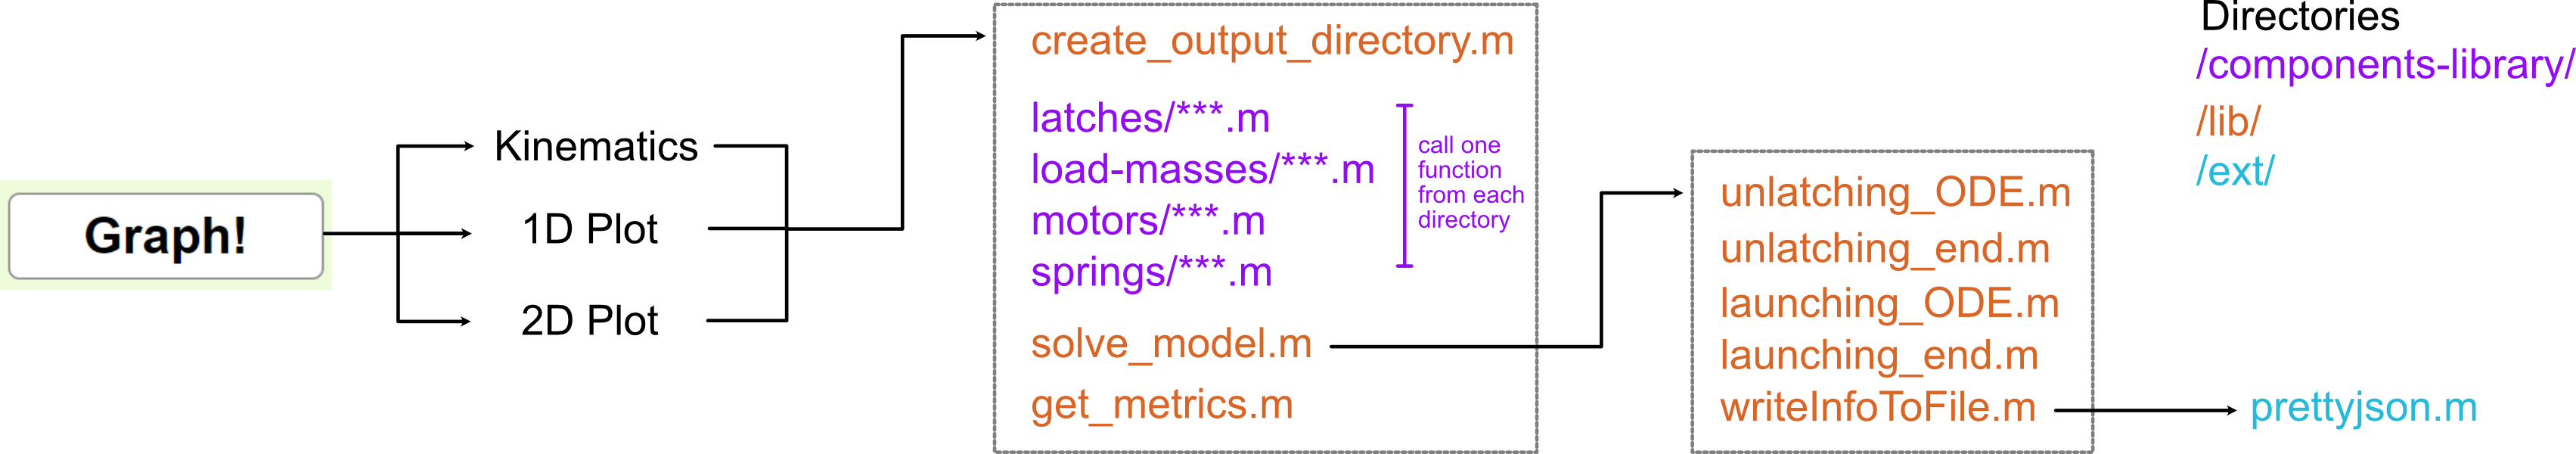 Graph!
Kinematics
1D Plot
2D Plot
create_output_directory.m
latches/***.m
load-masses/***.m
motors/***.m
springs/***.m
call one
function
from each
directory
solve_model.m
get_metrics.m
unlatching_ODE.m
unlatching_end.m
launching_ODE.m
launching_end.m
writeInfoToFile.m
prettyjson.m
Directories
/components-library/
/lib/
/ext/